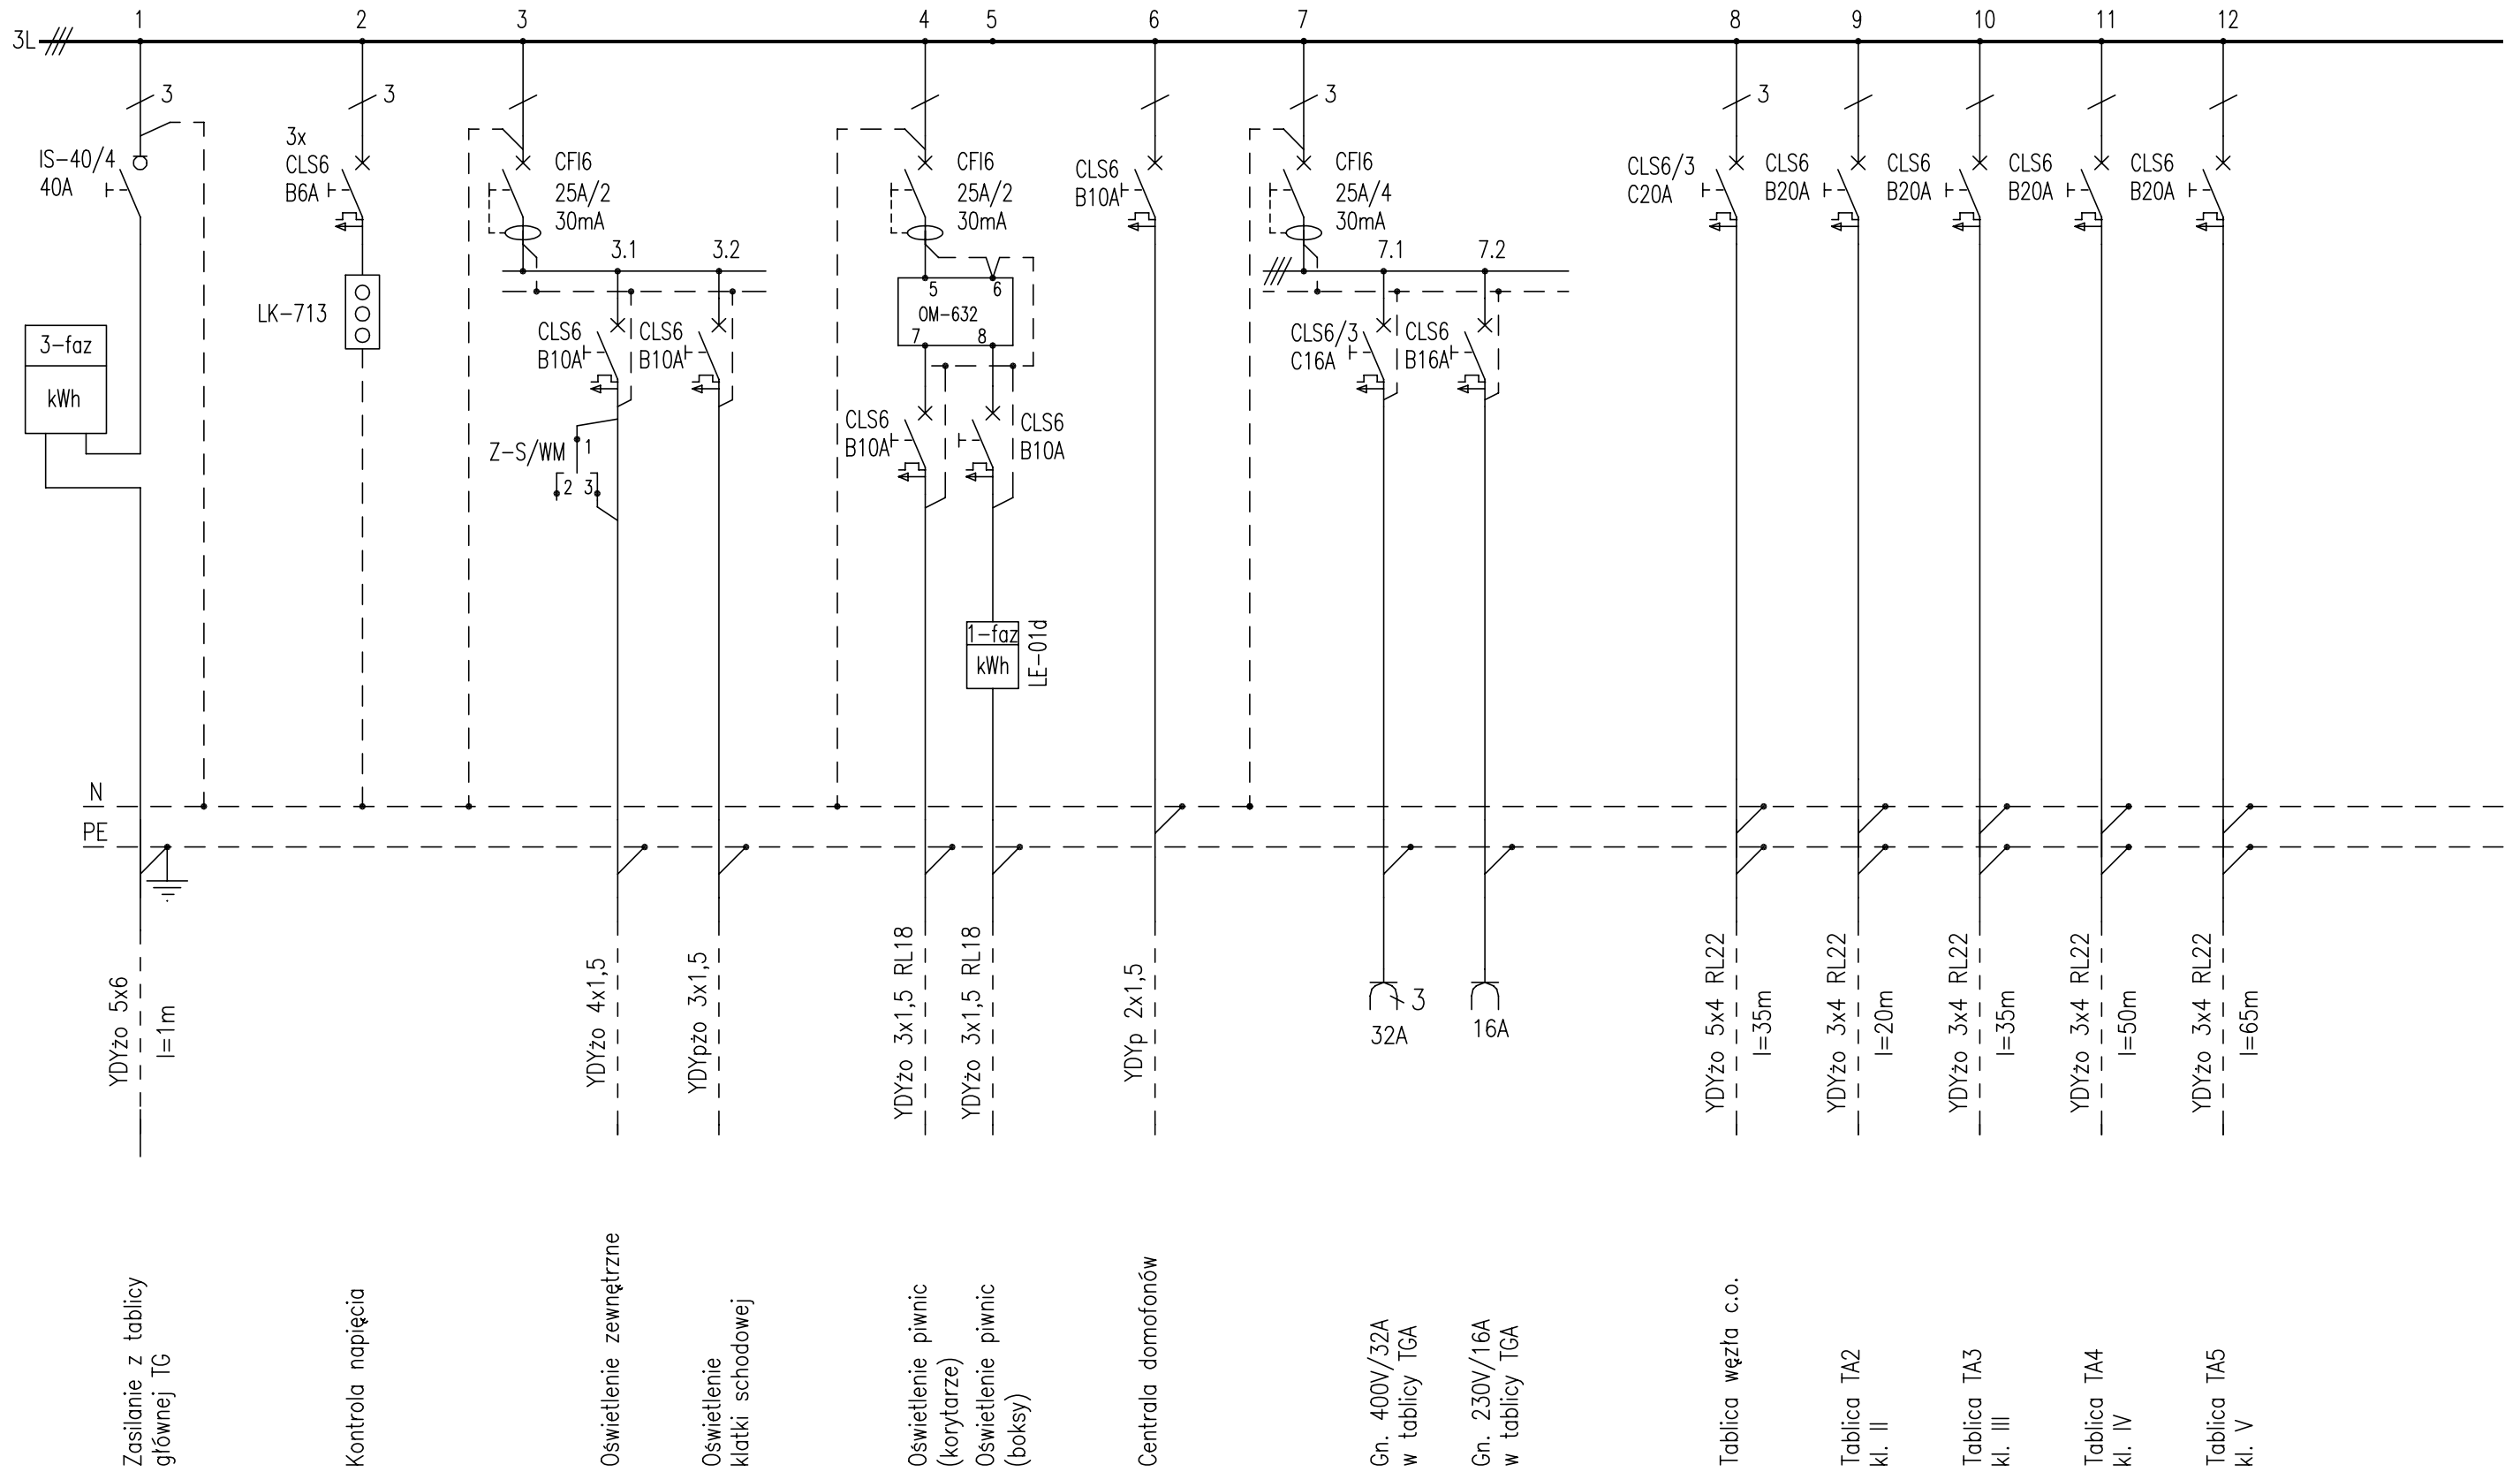 1
2
3
4
5
6
7
8
9
10
11
12
3L
3
3
3
3
IS-40/4
40A
3x
CLS6
B6A
CFI6
25A/2
30mA
CFI6
25A/2
30mA
CLS6
B10A
CFI6
25A/4
30mA
CLS6/3
C20A
CLS6
B20A
CLS6
B20A
CLS6
B20A
CLS6
B20A
3.1
3.2
7.1
7.2
LK-713
3-faz
kWh
CLS6
B10A
CLS6
B10A
5
6
OM-632
7
8
CLS6/3
C16A
CLS6
B16A
Z-S/WM
1
2
3
CLS6
B10A
CLS6
B10A
1-faz
kWh
LE-01d
N
PE
YDYżo 5x6
l=1m
YDYżo 4x1,5
YDYpżo 3x1,5
YDYżo 3x1,5 RL18
YDYżo 3x1,5 RL18
YDYp 2x1,5
3
32A
16A
YDYżo 5x4 RL22
l=35m
YDYżo 3x4 RL22
l=20m
YDYżo 3x4 RL22
l=35m
YDYżo 3x4 RL22
l=50m
YDYżo 3x4 RL22
l=65m
Zasilanie z tablicy
głównej TG
Kontrola napięcia
Oświetlenie zewnętrzne
Oświetlenie
klatki schodowej
Oświetlenie piwnic
(korytarze)
Oświetlenie piwnic
(boksy)
Centrala domofonów
Gn. 400V/32A
w tablicy TGA
Gn. 230V/16A
w tablicy TGA
Tablica węzła c.o.
Tablica TA2
kl. II
Tablica TA3
kl. III
Tablica TA4
kl. IV
Tablica TA5
kl. V